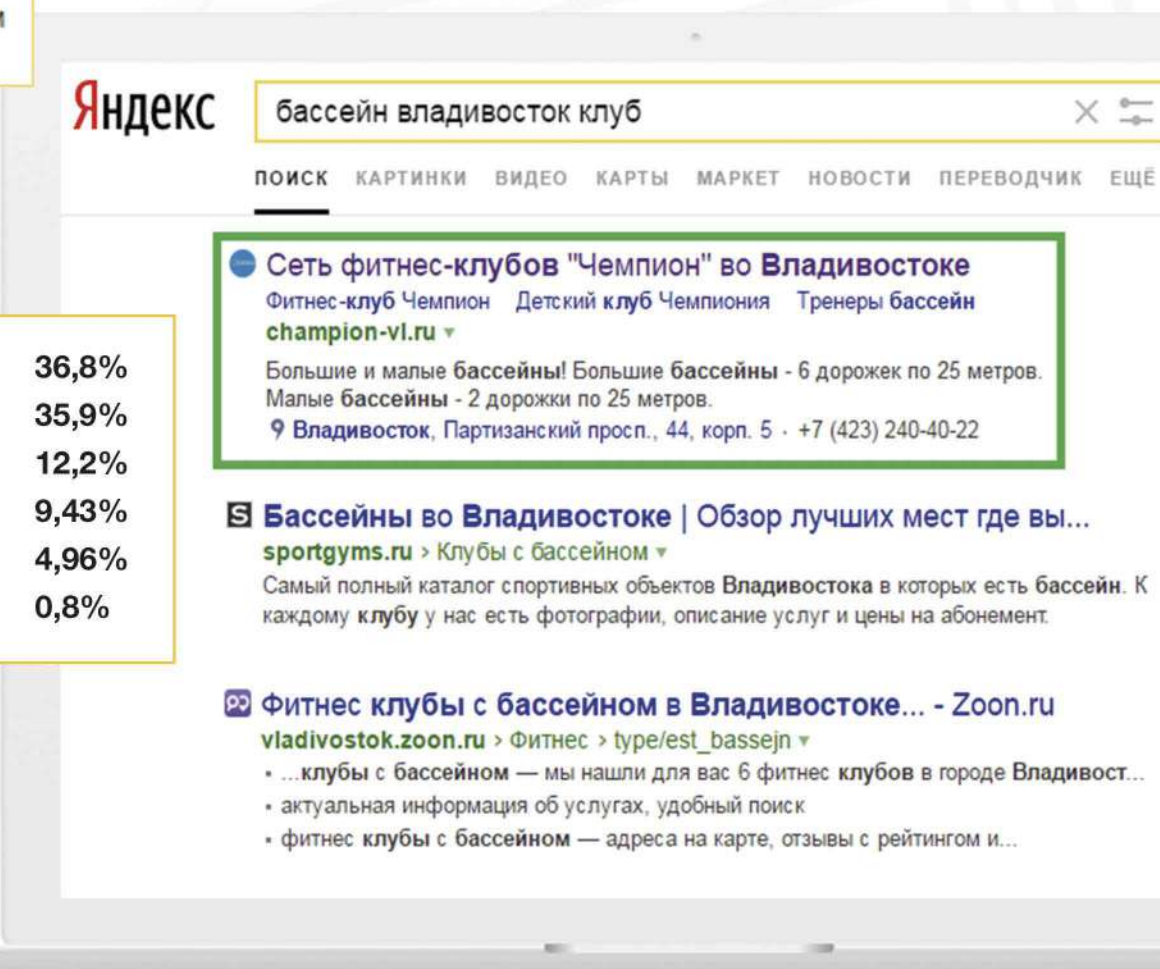 Яндекс
бассейн владивосток клуб
ПОИСК КАРТИНКИ ВИДЕО КАРТЫ МАРКЕТ НОВОСТИ ПЕРЕВОДЧИК ЕЩЁ
Сеть фитнес-клубов "Чемпион" во Владивостоке
Фитнес-клуб Чемпион Детский клуб Чемпиония Тренеры бассейн
champion-vl.ru
Большие и малые бассейны! Большие бассейны - 6 дорожек по 25 метров.
Малые бассейны - 2 дорожки по 25 метров.
Владивосток, Партизанский просп., 44, корп. 5 · +7 (423) 240-40-22
36,8%
35,9%
12,2%
9,43%
4,96%
0,8%
S Бассейны во Владивостоке | Обзор лучших мест где вы...
sportgyms.ru › Клубы с бассейном
Самый полный каталог спортивных объектов Владивостока в которых есть бассейн. К
каждому клубу у нас есть фотографии, описание услуг и цены на абонемент.
Фитнес клубы с бассейном в Владивостоке... - Zoon.ru
vladivostok.zoon.ru › Фитнес › type/est_bassejn
• ...клубы с бассейном — мы нашли для вас 6 фитнес клубов в городе Владивост...
• актуальная информация об услугах, удобный поиск
• фитнес клубы с бассейном — адреса на карте, отзывы с рейтингом и...